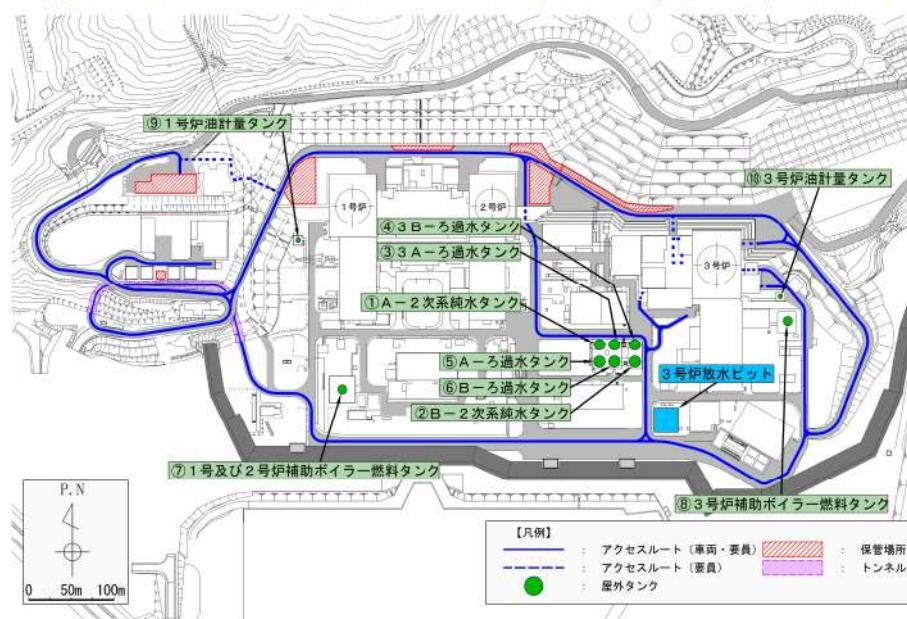 ⑨1号炉油計量タンク
⑩3号炉油計量タンク
1号炉
2号炉
④3B-ろ過水タンク
③3A-ろ過水タンク
3号炉
①A-2次系純水タンク
⑤A-ろ過水タンク
3号炉放水ピット
⑥B-ろ過水タンク
②B-2次系純水タンク
⑦1号及び2号炉補助ボイラー燃料タンク
⑧3号炉補助ボイラー燃料タンク
P.N
0 50m 100m
【凡例】
: アクセスルート（車両・要員） : 保管場所
: アクセスルート（要員） : トンネル
: 屋外タンク